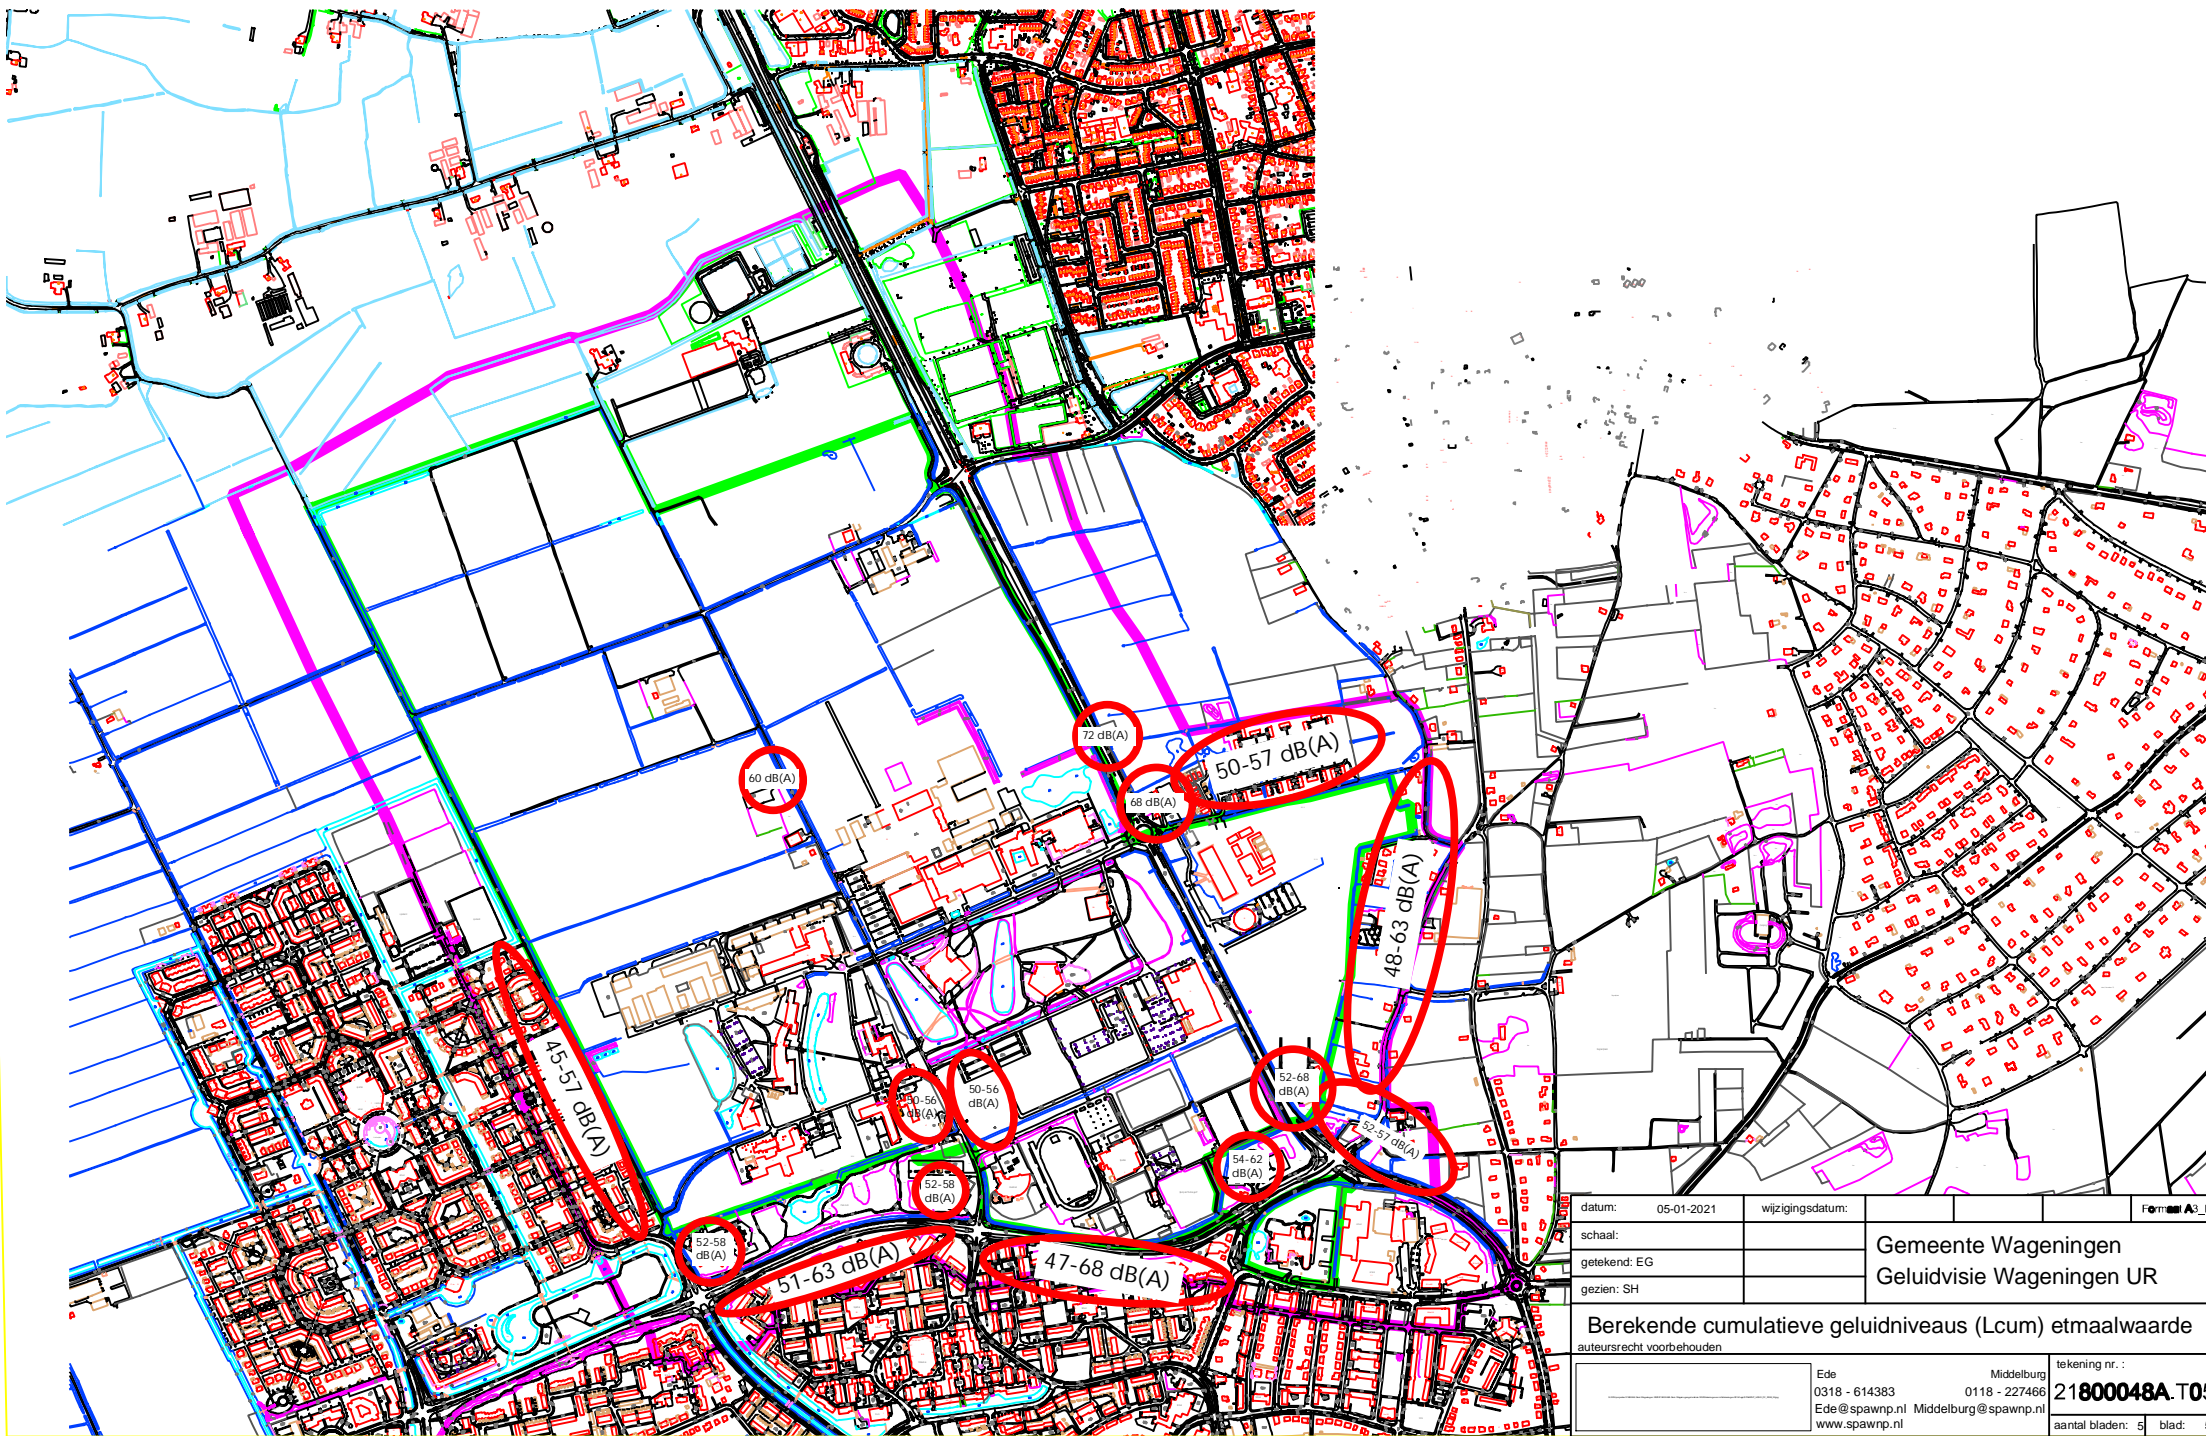 72 dB(A)
50-57 dB(A)
60 dB(A)
68 dB(A)
48-63 dB(A)
45-57 dB(A)
50-56
dB(A)
50-56
dB(A)
52-68
dB(A)
52-57 dB(A)
54-62
dB(A)
52-58
dB(A)
52-58
dB(A)
51-63 dB(A)
47-68 dB(A)
datum: 05-01-2021 wijzigingsdatum: Formaat A3_
schaal:
getekend: EG
gezien: SH
Gemeente Wageningen
Geluidvisie Wageningen UR
Berekende cumulatieve geluidniveaus (Lcum) etmaalwaarde
auteursrecht voorbehouden
Ede Middelburg
0318 - 614383 0118 - 227466
Ede@spawnp.nl Middelburg@spawnp.nl
www.spawnp.nl
tekening nr. :
21800048A.T05
aantal bladen: 5 blad: